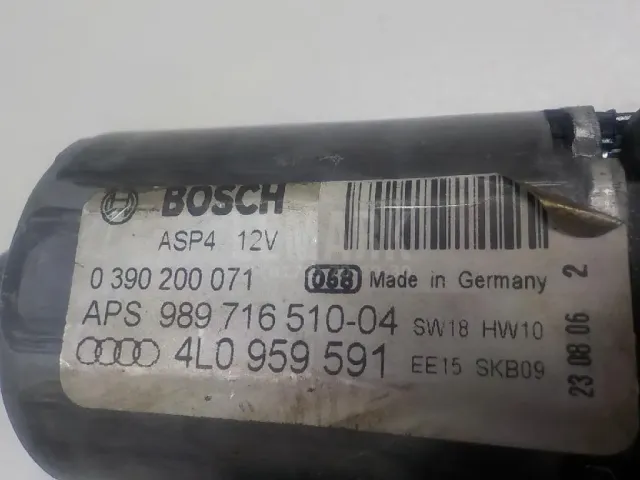 BOSCH
ASP4 12V
0 390 200 071 068 Made in Germany
APS 989 716 510-04 SW18 HW10
4L0 959 591 EE15 SKB09
23 08 06 2